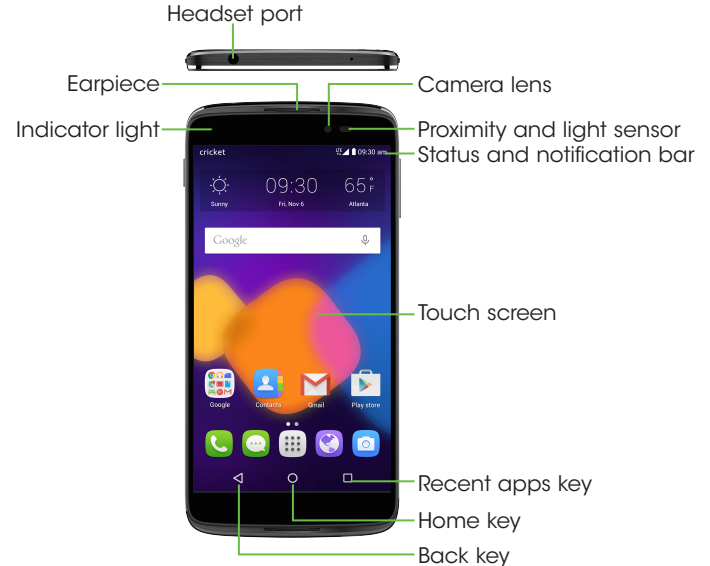 Headset port
Earpiece
Camera lens
Indicator light
Proximity and light sensor
Status and notification bar
cricket
LTE 09:30 am
09:30
65°F
Sunny
Fri, Nov 6
Atlanta
Google
Touch screen
Google
Contacts
Gmail
Play store
Recent apps key
Home key
Back key